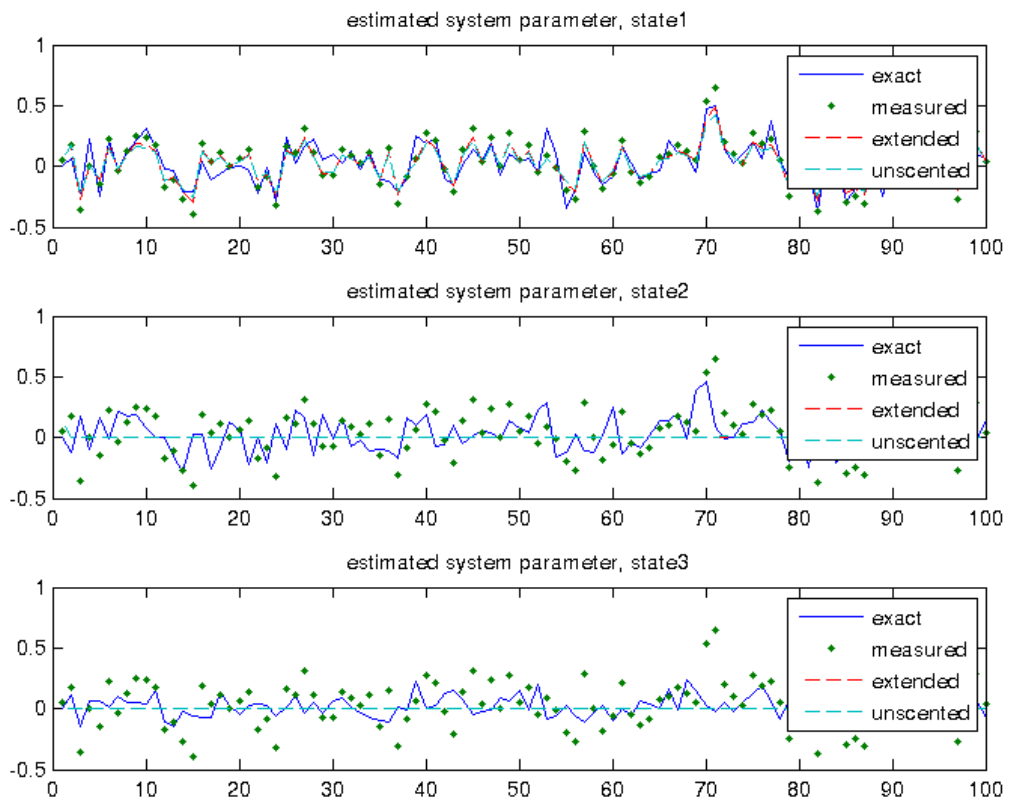 estimated system parameter, state1
1
0.5
0
-0.5
0 10 20 30 40 50 60 70 80 90 100
exact
measured
extended
unscented
estimated system parameter, state2
1
0.5
0
-0.5
0 10 20 30 40 50 60 70 80 90 100
exact
measured
extended
unscented
estimated system parameter, state3
1
0.5
0
-0.5
0 10 20 30 40 50 60 70 80 90 100
exact
measured
extended
unscented